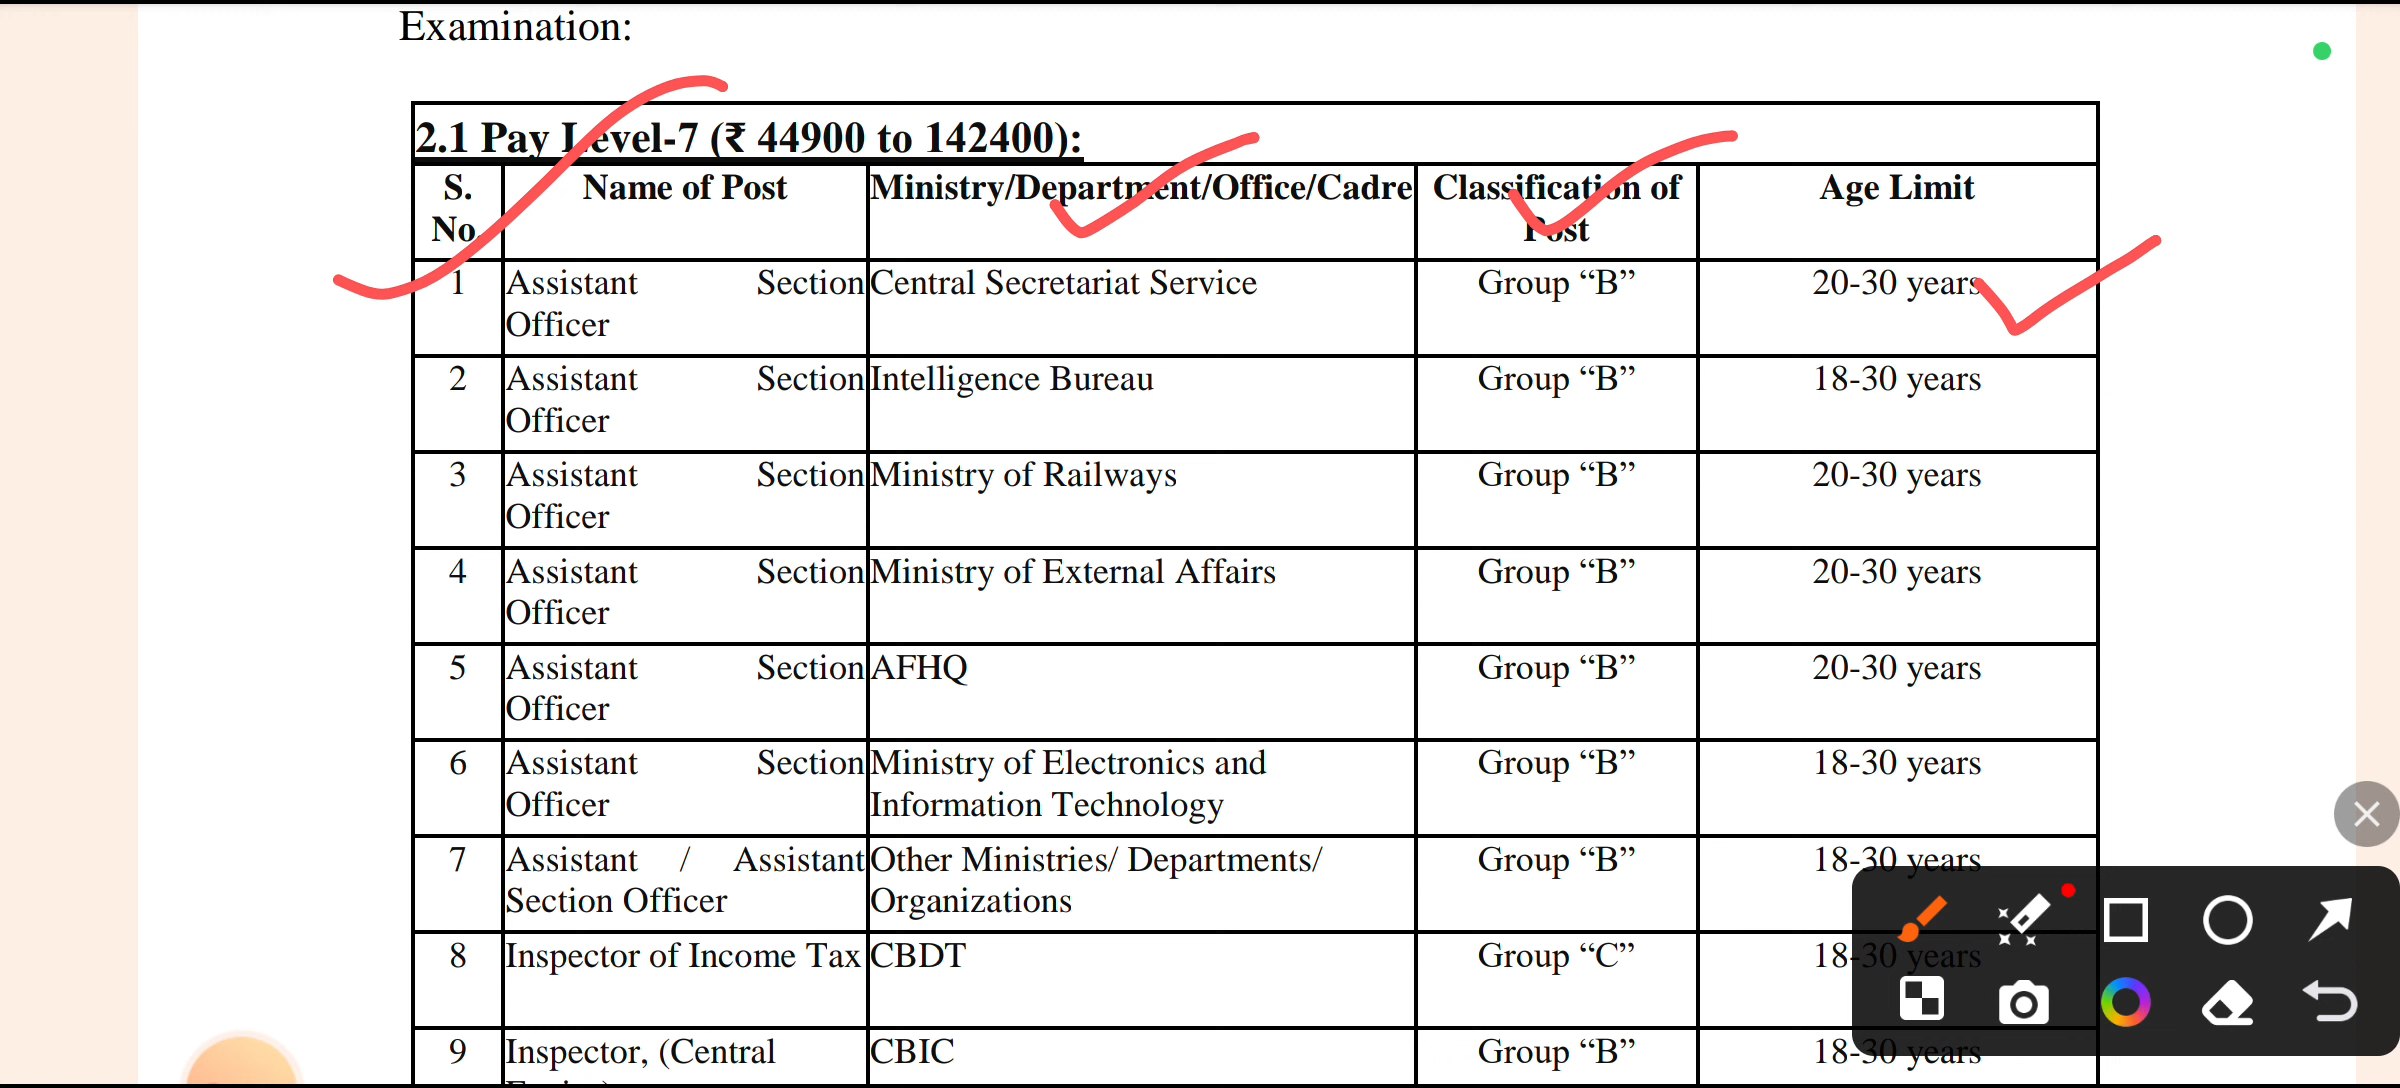 Examination:
2.1 Pay Level-7 (₹ 44900 to 142400):
S. No. Name of Post Ministry/Department/Office/Cadre Classification of Post Age Limit
1 Assistant Section Officer Central Secretariat Service Group “B” 20-30 years
2 Assistant Section Officer Intelligence Bureau Group “B” 18-30 years
3 Assistant Section Officer Ministry of Railways Group “B” 20-30 years
4 Assistant Section Officer Ministry of External Affairs Group “B” 20-30 years
5 Assistant Section Officer AFHQ Group “B” 20-30 years
6 Assistant Section Officer Ministry of Electronics and Information Technology Group “B” 18-30 years
7 Assistant / Assistant Section Officer Other Ministries/ Departments/ Organizations Group “B” 18-30 years
8 Inspector of Income Tax CBDT Group “C” 18-30 years
9 Inspector, (Central CBIC Group “B” 18-30 years